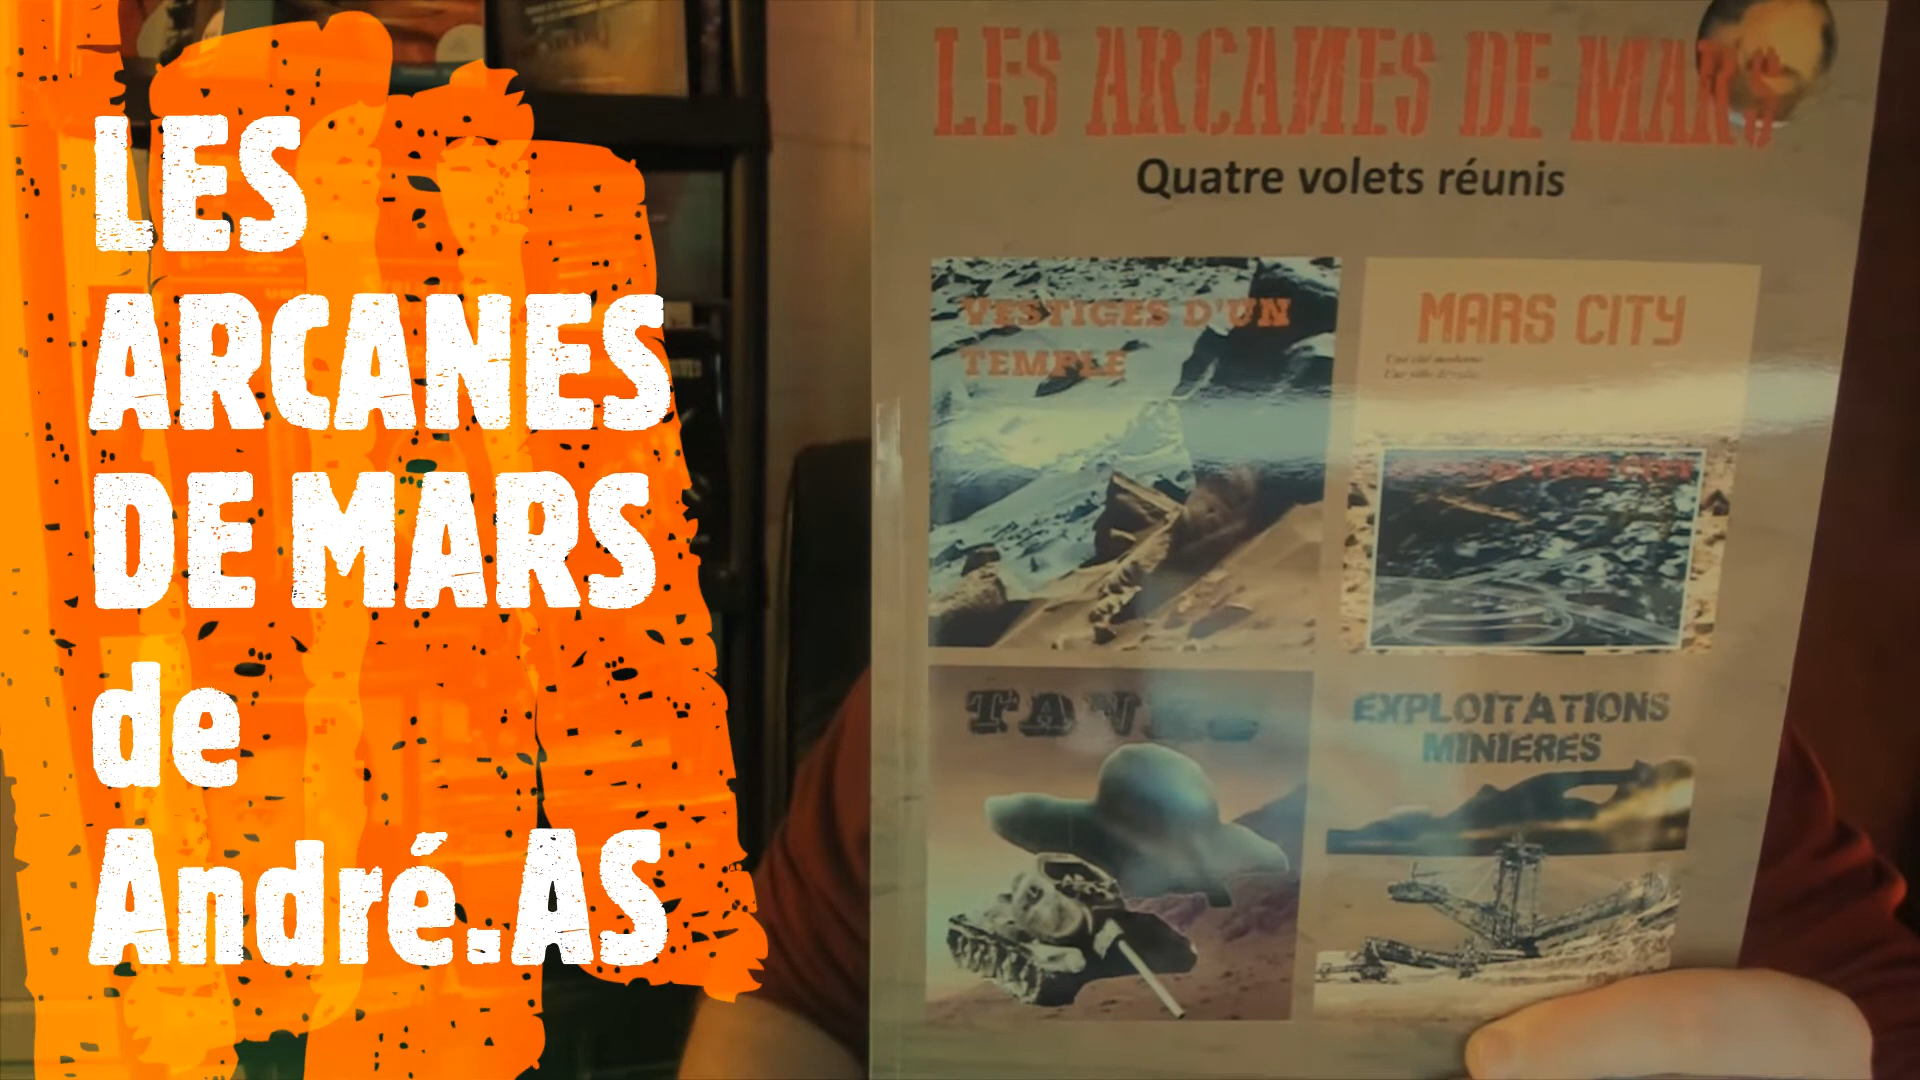 LES
ARCANES
DE MARS
de
André.AS
LES ARCANES DE MARS
Quatre volets réunis
VESTIGES D'UN
TEMPLE
MARS CITY
EXPLOITATIONS
MINIERES